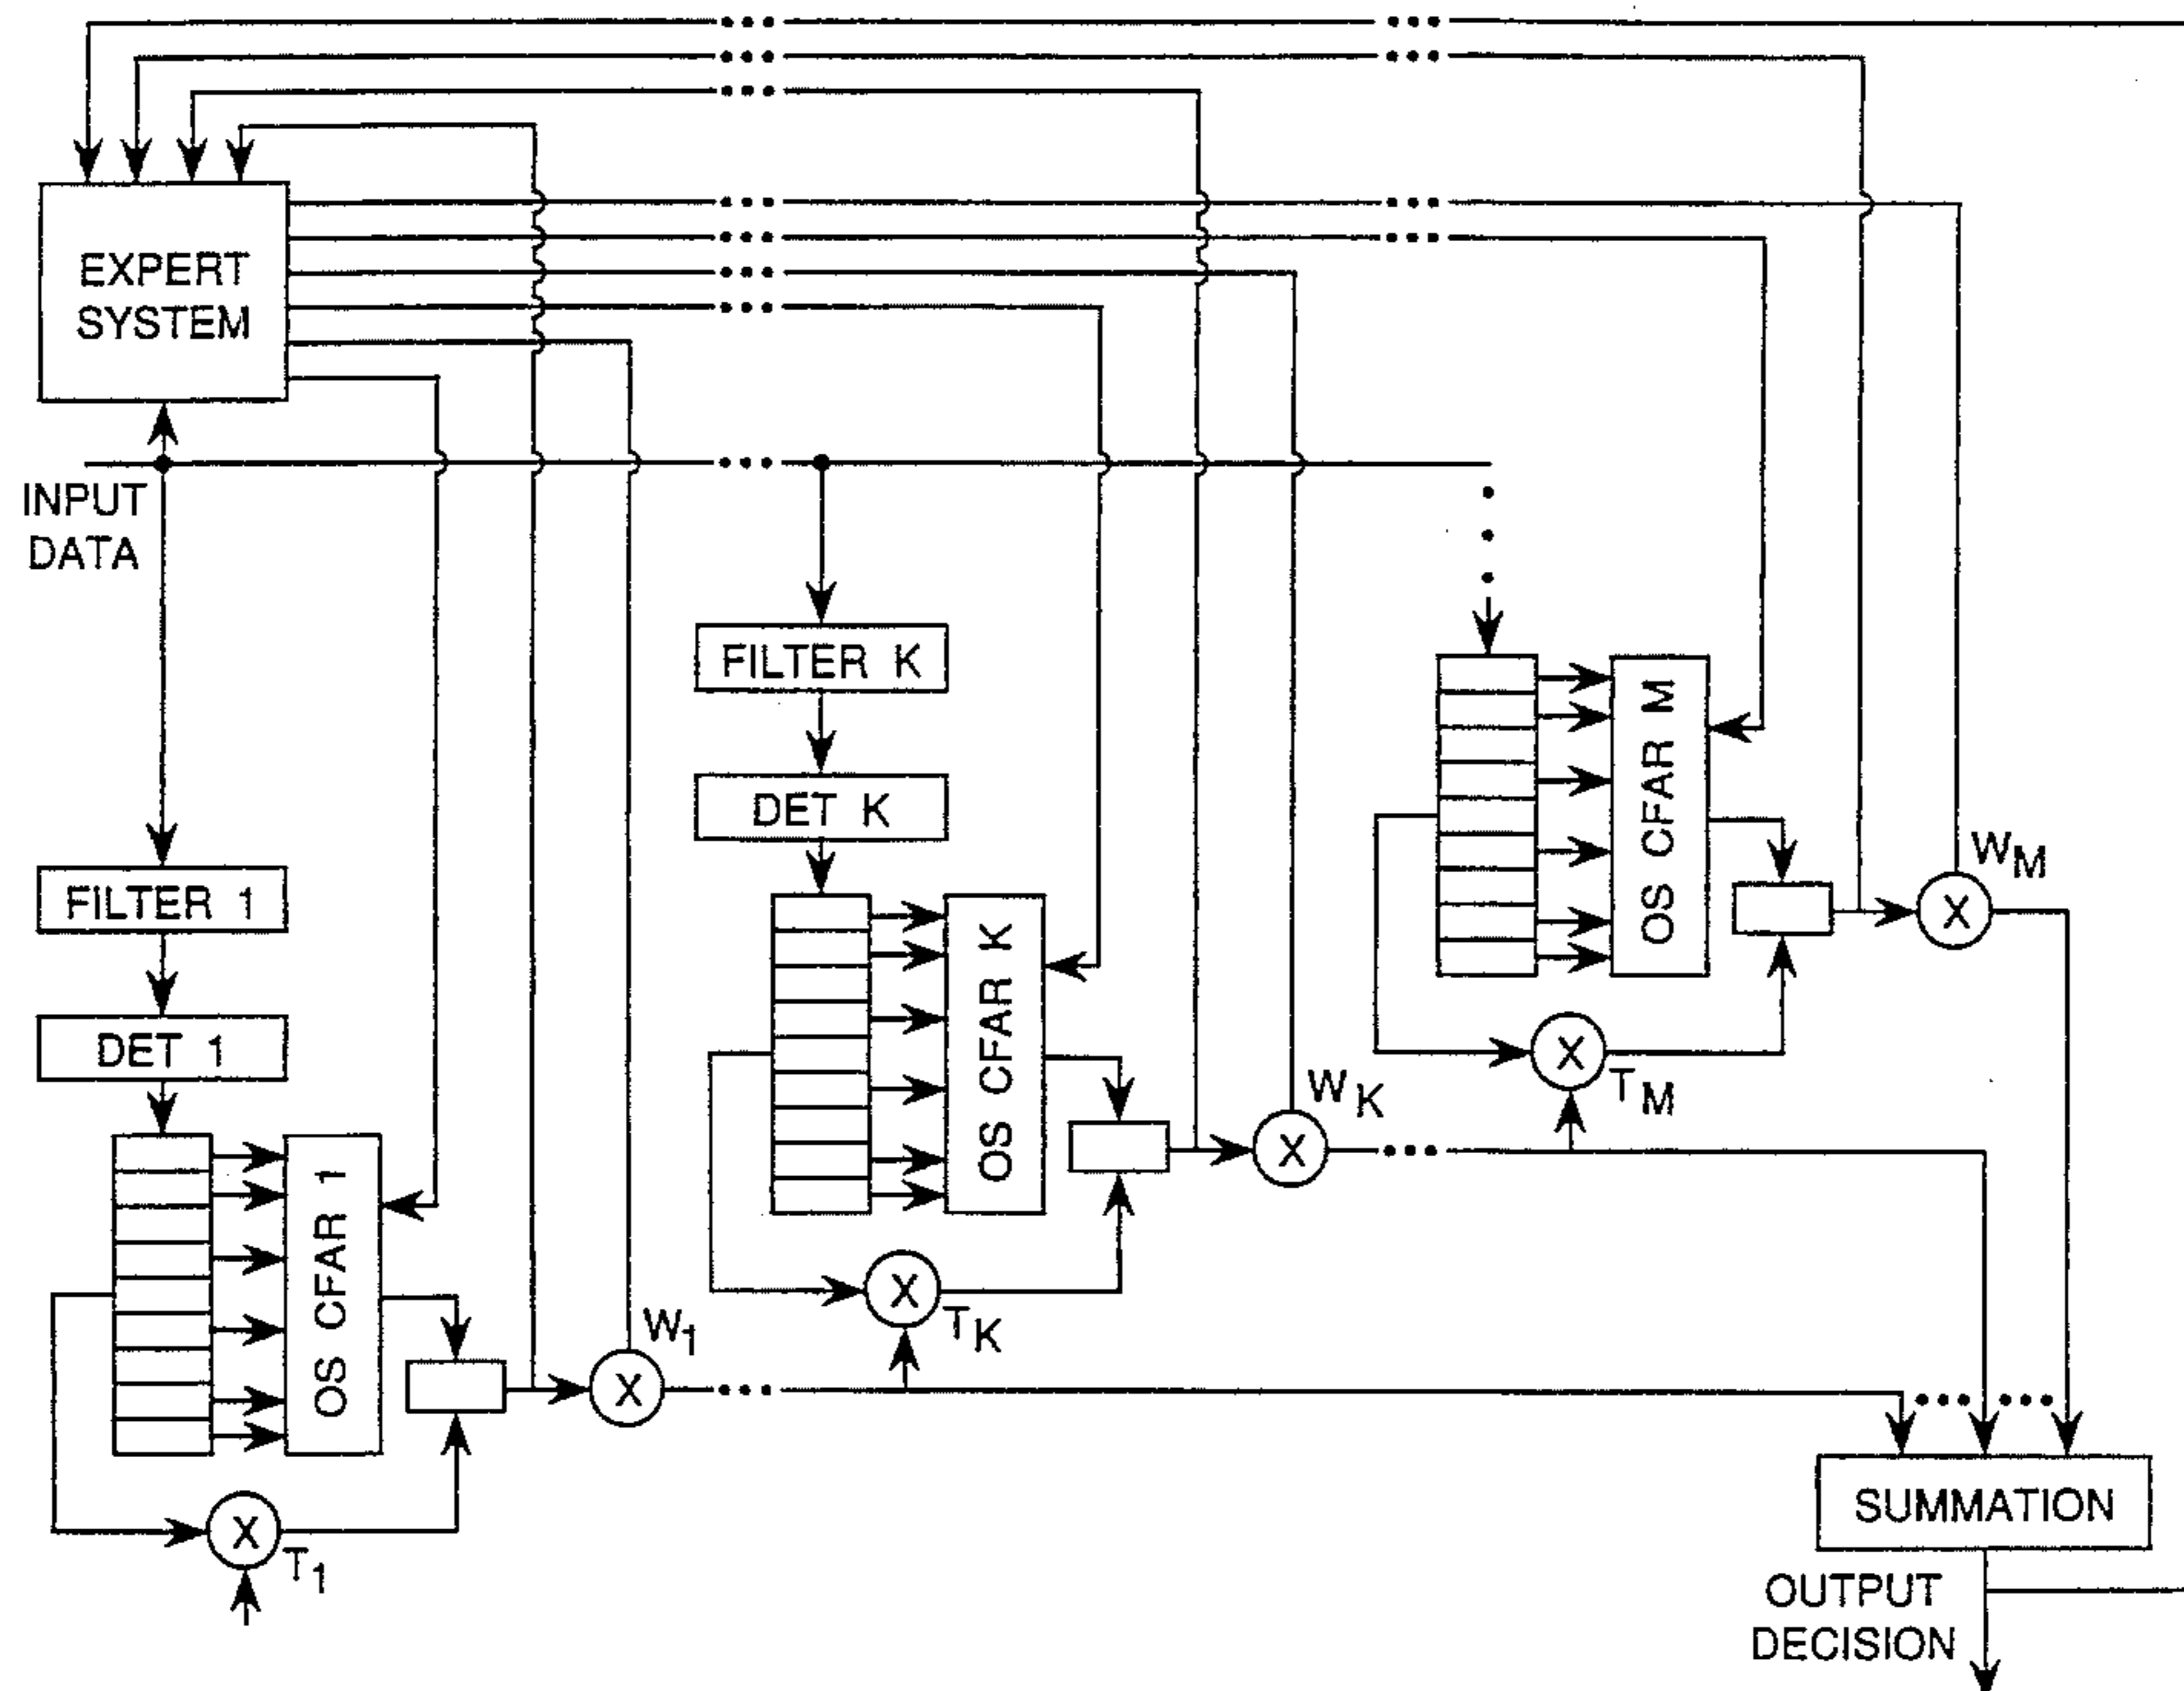 EXPERT
SYSTEM
INPUT
DATA
FILTER 1
DET 1
OS CFAR 1
X
T1
X
W1
FILTER K
DET K
OS CFAR K
X
TK
X
WK
OS CFAR M
X
TM
X
WM
SUMMATION
OUTPUT
DECISION